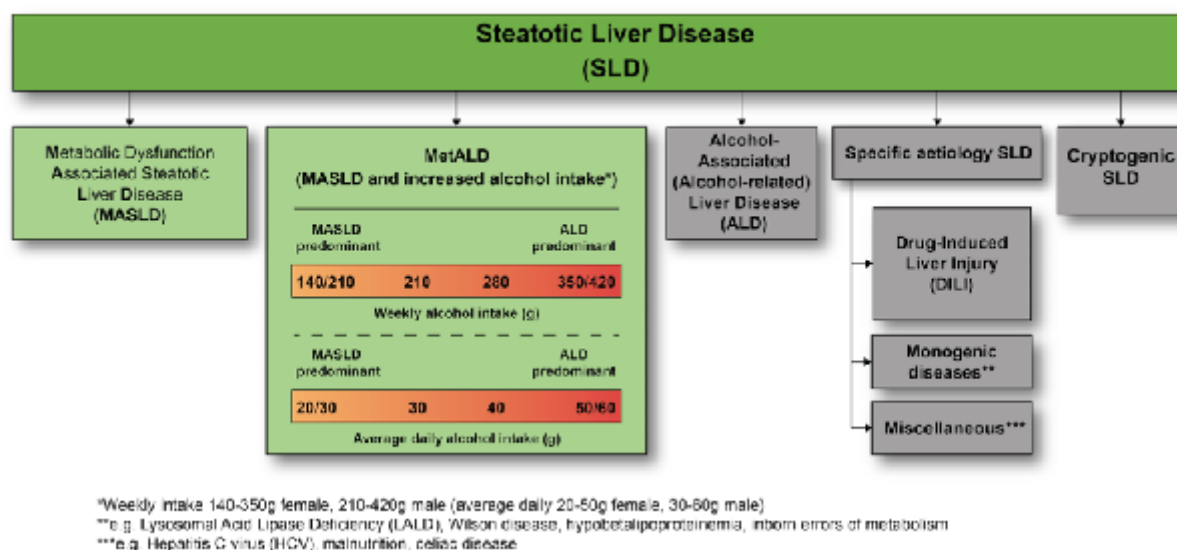 Steatotic Liver Disease
(SLD)
Metabolic Dysfunction
Associated Steatotic
Liver Disease
(MASLD)
MetALD
(MASLD and increased alcohol intake*)
MASLD
predominant
ALD
predominant
140/210 210 280 350/420
Weekly alcohol intake (g)
MASLD
predominant
ALD
predominant
20/30 30 40 50/60
Average daily alcohol intake (g)
Alcohol-
Associated
(Alcohol-related)
Liver Disease
(ALD)
Specific aetiology SLD
Drug-Induced
Liver Injury
(DILI)
Monogenic
diseases**
Miscellaneous***
Cryptogenic
SLD
*Weekly intake 140-350g female, 210-420g male (average daily 20-50g female, 30-60g male)
**e.g. Lysosomal Acid Lipase Deficiency (LALD), Wilson disease, hypobetalipoproteinemia, inborn errors of metabolism
***e.g. Hepatitis C virus (HCV), malnutrition, celiac disease